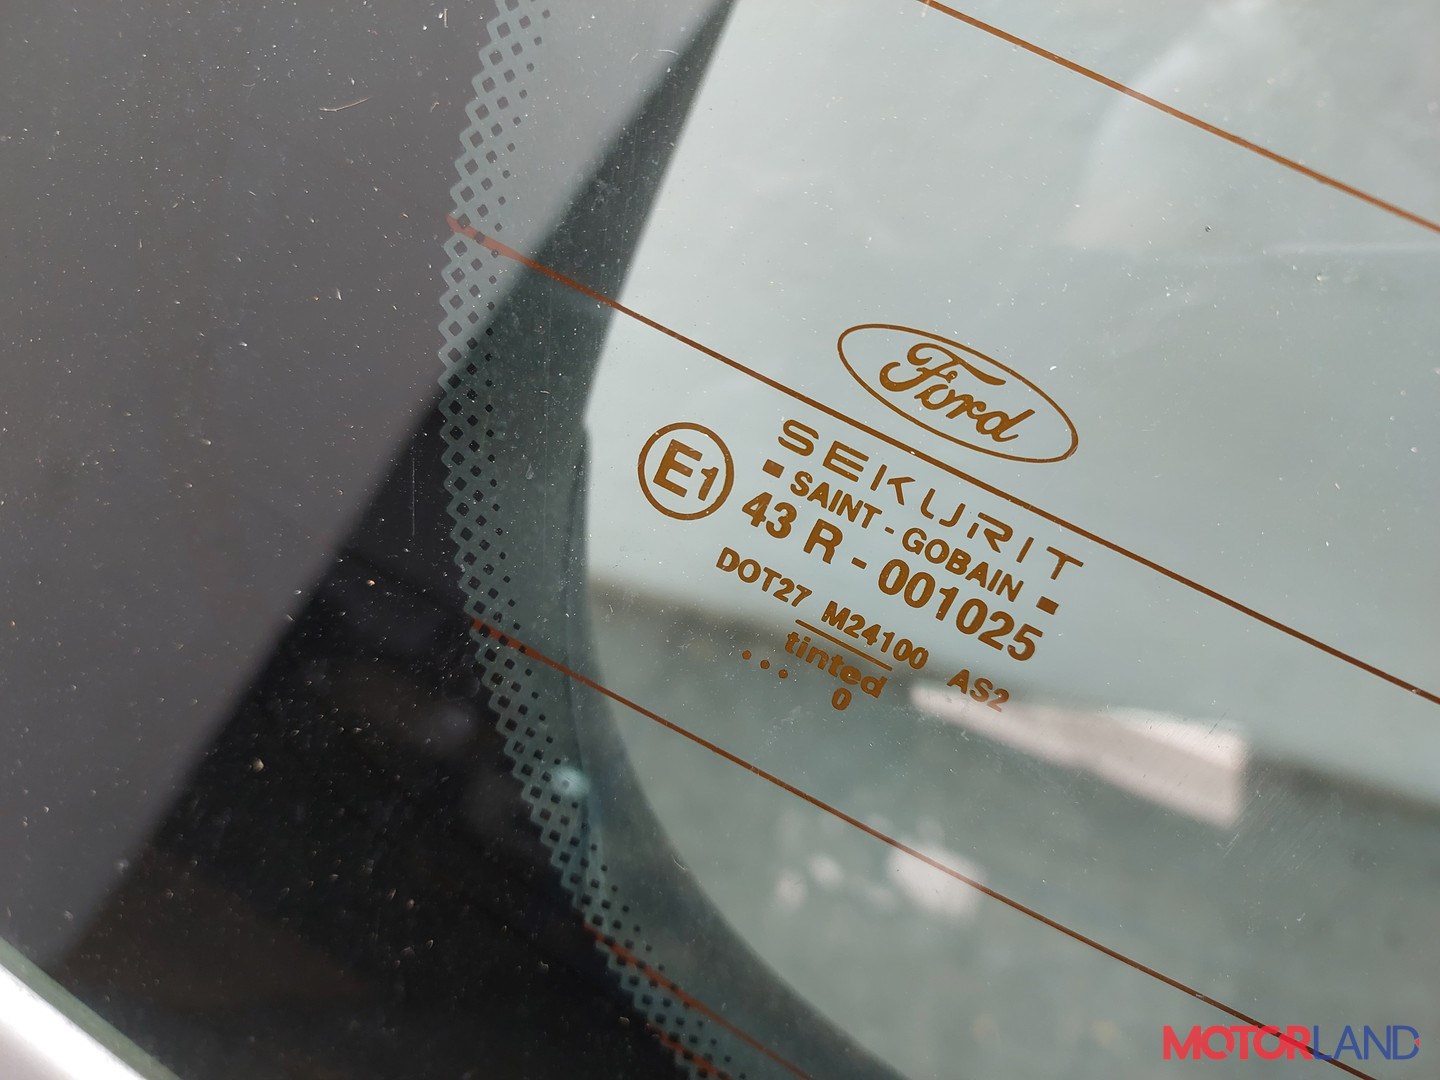 Ford
SEKURIT
▪ SAINT - GOBAIN ▪
E1
43 R - 001025
DOT27 M24100 AS2
tinted
... 0
MOTORLAND